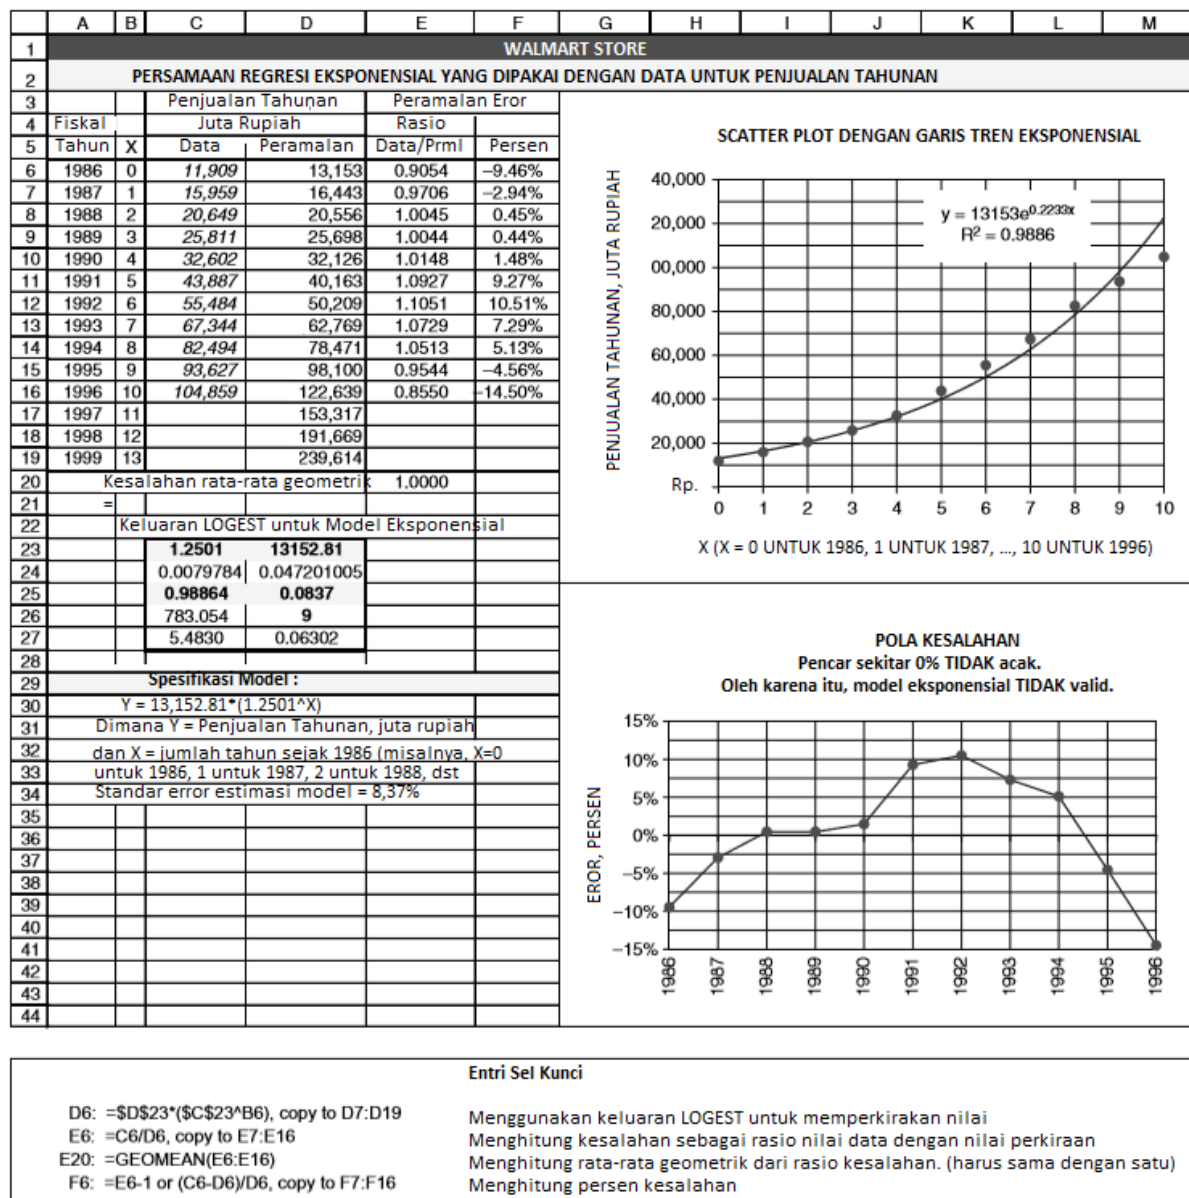 A B C D E F G H I J K L M
1 WALMART STORE
2 PERSAMAAN REGRESI EKSPONENSIAL YANG DIPAKAI DENGAN DATA UNTUK PENJUALAN TAHUNAN
3 Penjualan Tahunan Peramalan Eror
4 Fiskal Juta Rupiah Rasio
5 Tahun X Data Peramalan Data/Prml Persen
6 1986 0 11,909 13,153 0.9054 –9.46%
7 1987 1 15,959 16,443 0.9706 –2.94%
8 1988 2 20,649 20,556 1.0045 0.45%
9 1989 3 25,811 25,698 1.0044 0.44%
10 1990 4 32,602 32,126 1.0148 1.48%
11 1991 5 43,887 40,163 1.0927 9.27%
12 1992 6 55,484 50,209 1.1051 10.51%
13 1993 7 67,344 62,769 1.0729 7.29%
14 1994 8 82,494 78,471 1.0513 5.13%
15 1995 9 93,627 98,100 0.9544 –4.56%
16 1996 10 104,859 122,639 0.8550 –14.50%
17 1997 11 153,317
18 1998 12 191,669
19 1999 13 239,614
20 Kesalahan rata-rata geometrik 1.0000
21 =
22 Keluaran LOGEST untuk Model Eksponensial
23 1.2501 13152.81
24 0.0079784 0.047201005
25 0.98864 0.0837
26 783.054 9
27 5.4830 0.06302
28
29 Spesifikasi Model :
30 Y = 13,152.81*(1.2501^X)
31 Dimana Y = Penjualan Tahunan, juta rupiah
32 dan X = jumlah tahun sejak 1986 (misalnya, X=0
33 untuk 1986, 1 untuk 1987, 2 untuk 1988, dst
34 Standar error estimasi model = 8,37%
35
36
37
38
39
40
41
42
43
44
SCATTER PLOT DENGAN GARIS TREN EKSPONENSIAL
PENJUALAN TAHUNAN, JUTA RUPIAH
40,000
20,000
00,000
80,000
60,000
40,000
20,000
Rp.
y = 13153e^0.2233x
R² = 0.9886
0 1 2 3 4 5 6 7 8 9 10
X (X = 0 UNTUK 1986, 1 UNTUK 1987, ..., 10 UNTUK 1996)
POLA KESALAHAN
Pencar sekitar 0% TIDAK acak.
Oleh karena itu, model eksponensial TIDAK valid.
EROR, PERSEN
15%
10%
5%
0%
–5%
–10%
–15%
1986 1987 1988 1989 1990 1991 1992 1993 1994 1995 1996
Entri Sel Kunci
D6: =$D$23*($C$23^B6), copy to D7:D19 Menggunakan keluaran LOGEST untuk memperkirakan nilai
E6: =C6/D6, copy to E7:E16 Menghitung kesalahan sebagai rasio nilai data dengan nilai perkiraan
E20: =GEOMEAN(E6:E16) Menghitung rata-rata geometrik dari rasio kesalahan. (harus sama dengan satu)
F6: =E6-1 or (C6-D6)/D6, copy to F7:F16 Menghitung persen kesalahan